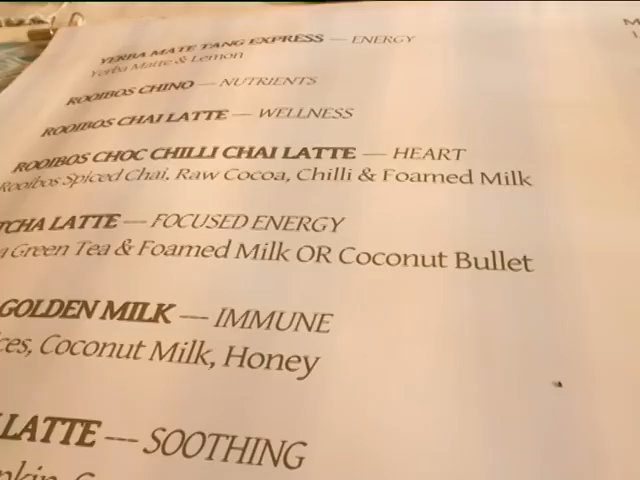 YERBA MATE TANG EXPRESS — ENERGY
Yerba Matte & Lemon
ROOIBOS CHINO — NUTRIENTS
ROOIBOS CHAI LATTE — WELLNESS
ROOIBOS CHOC CHILLI CHAI LATTE — HEART
Rooibos Spiced Chai, Raw Cocoa, Chilli & Foamed Milk
TCHA LATTE — FOCUSED ENERGY
a Green Tea & Foamed Milk OR Coconut Bullet
GOLDEN MILK — IMMUNE
ces, Coconut Milk, Honey
LATTE --- SOOTHING